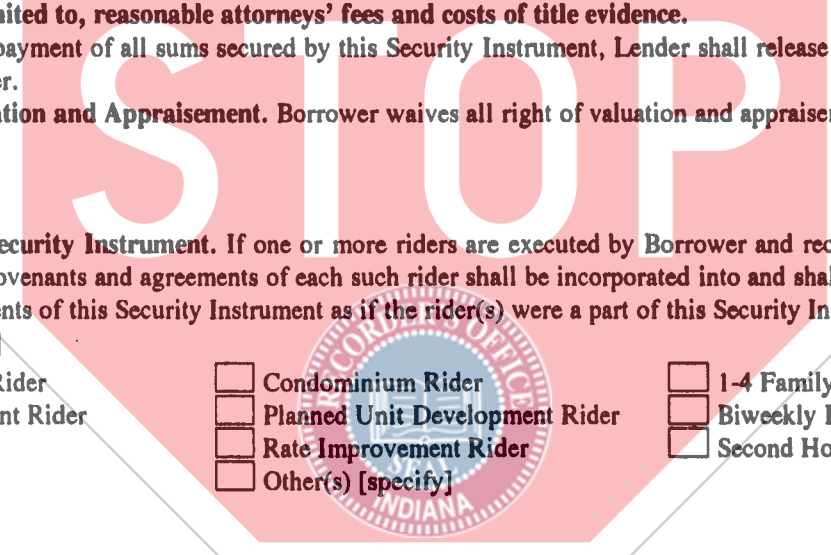 ited to, reasonable attorneys' fees and costs of title evidence.
payment of all sums secured by this Security Instrument, Lender shall release
er.
tion and Appraisement. Borrower waives all right of valuation and appraise
STOP
ecurity Instrument. If one or more riders are executed by Borrower and rec
ovenants and agreements of each such rider shall be incorporated into and shal
nts of this Security Instrument as if the rider(s) were a part of this Security In
Rider
Condominium Rider
1-4 Family
nt Rider
Planned Unit Development Rider
Biweekly
Rate Improvement Rider
Second Ho
Other(s) [specify]
RECORDER'S OFFICE
SEAL
INDIANA